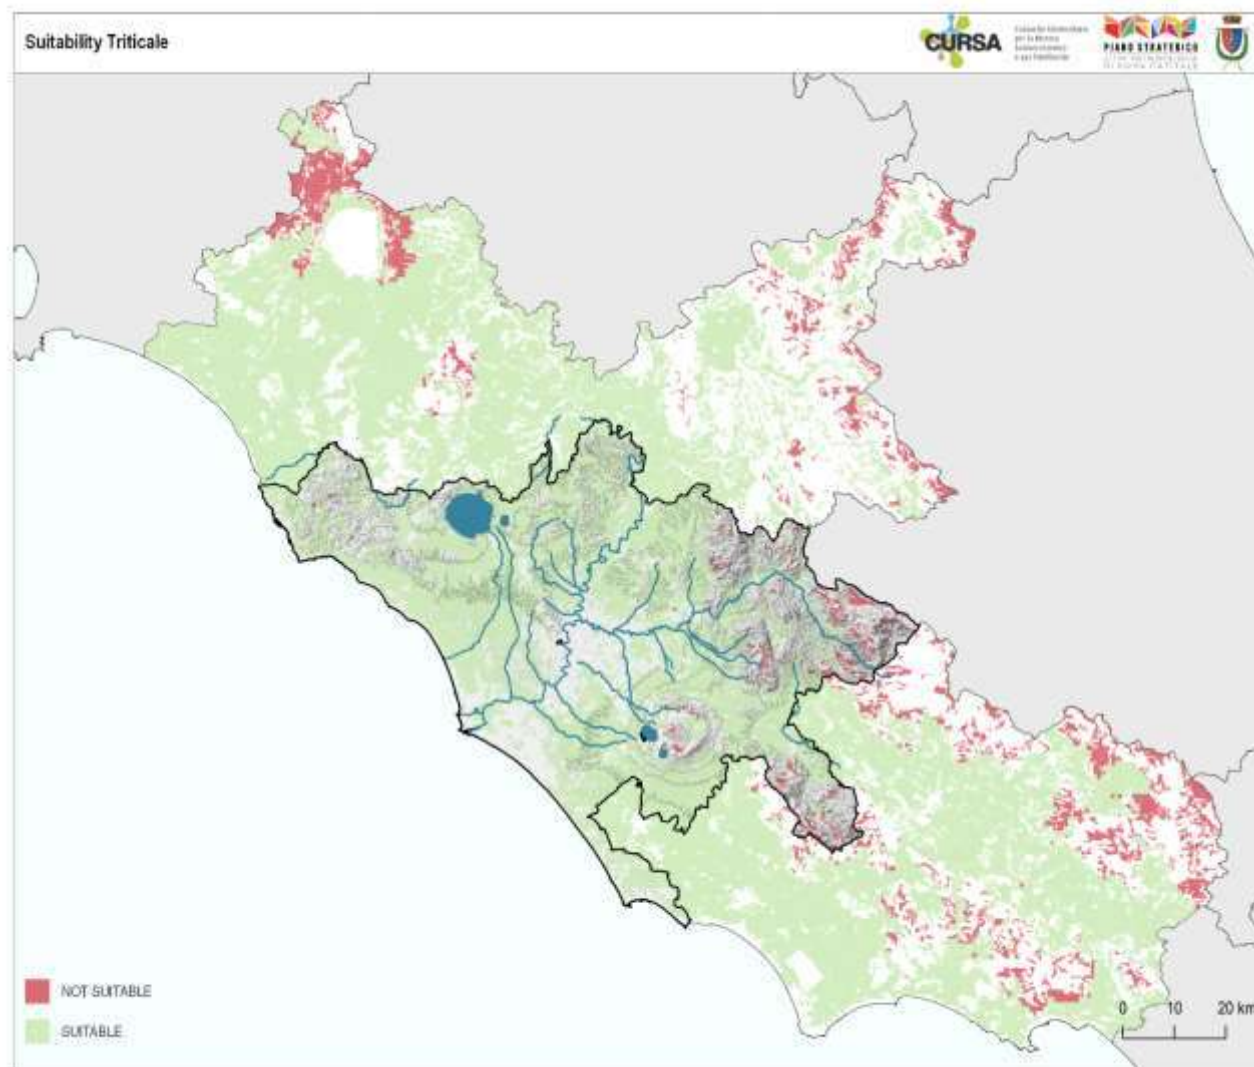 Suitability Triticale
CURSA
PIANO STRATEGICO
NOT SUITABLE
SUITABLE
0 10 20 km